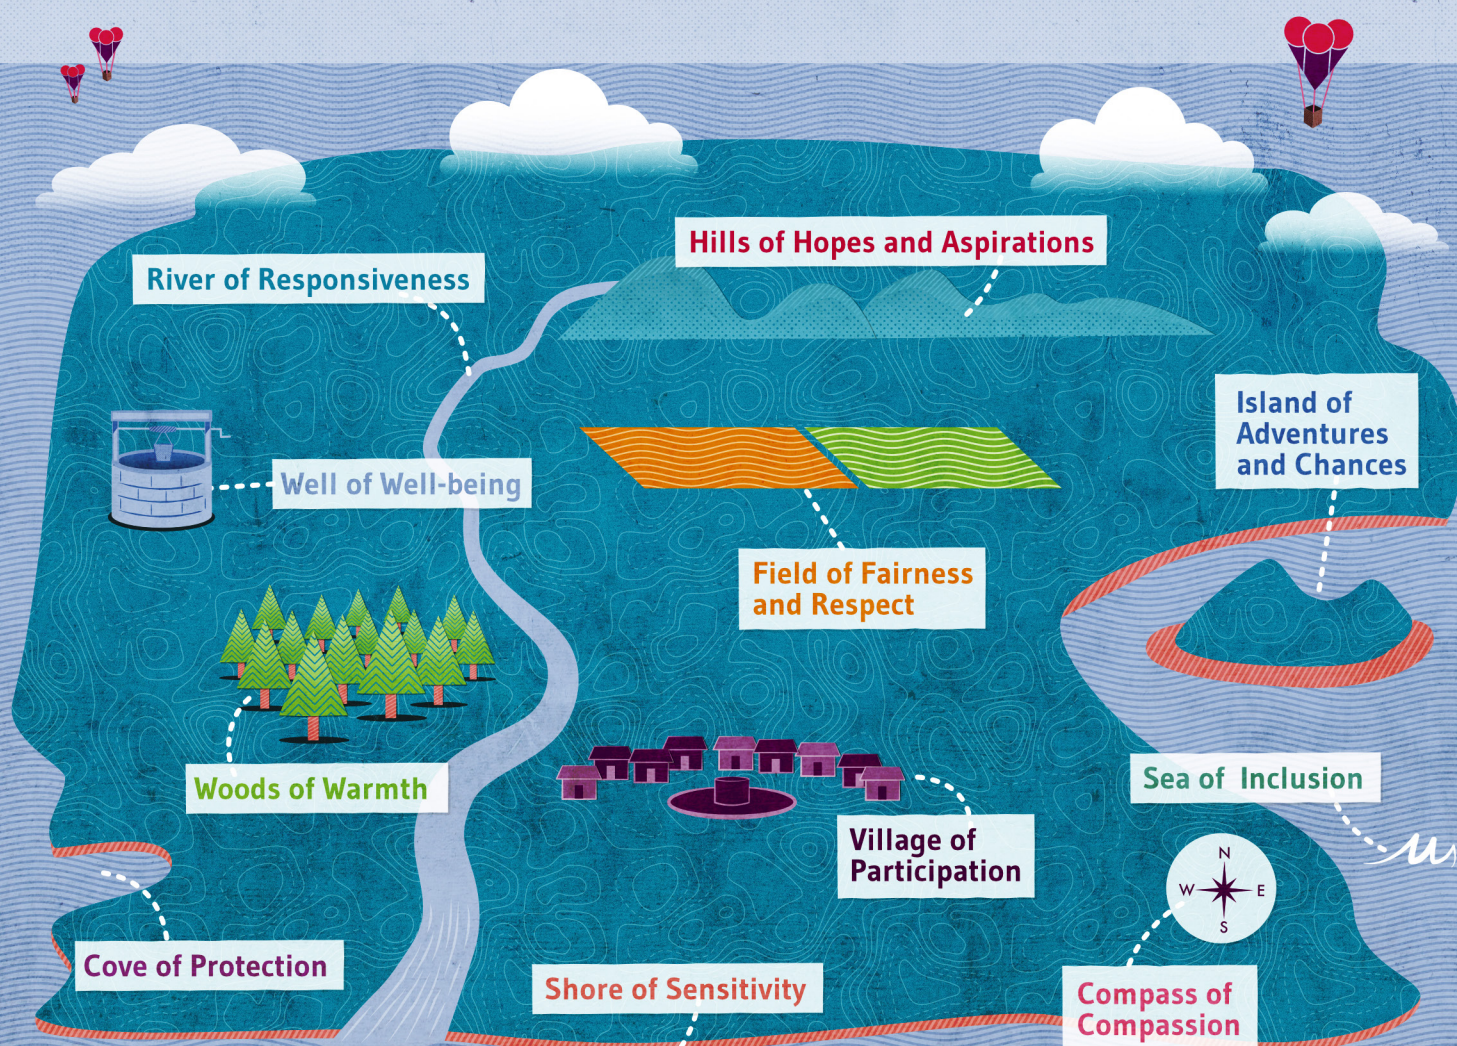 Hills of Hopes and Aspirations
River of Responsiveness
Island of
Adventures
and Chances
Well of Well-being
Field of Fairness
and Respect
Woods of Warmth
Sea of Inclusion
Village of
Participation
N
W E
S
Cove of Protection
Shore of Sensitivity
Compass of
Compassion